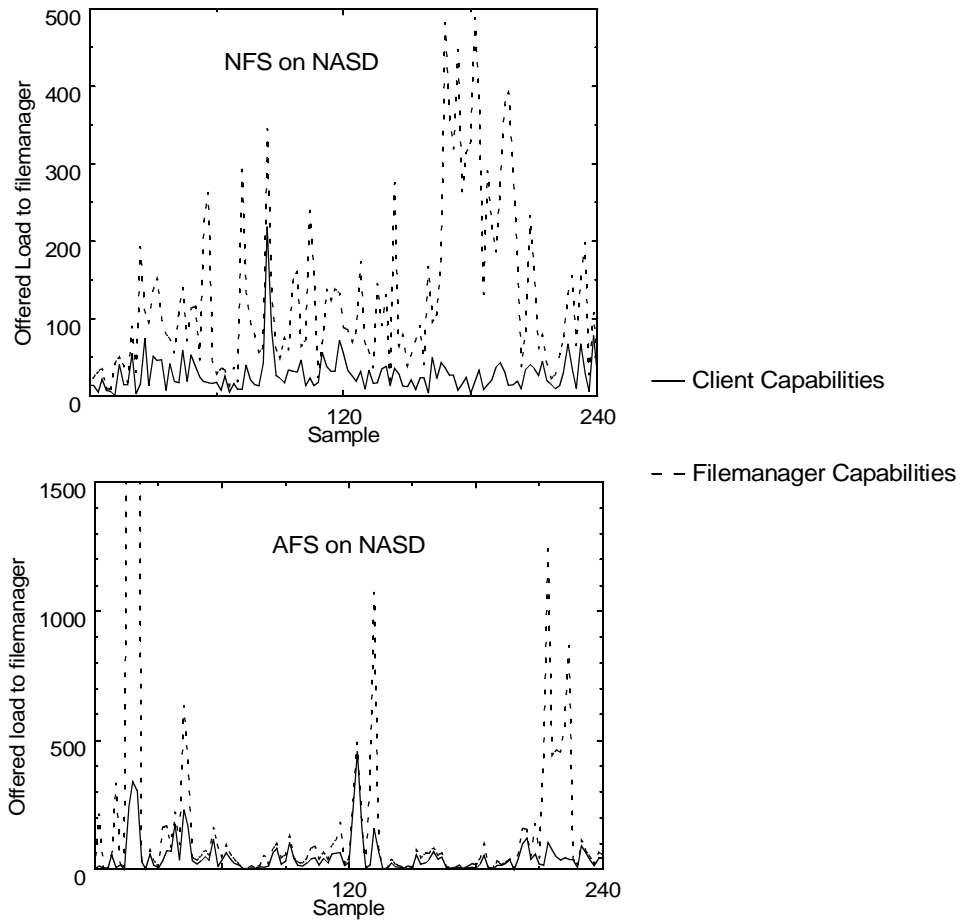 500
400
300
200
100
0
Offered Load to filemanager
NFS on NASD
120
240
Sample
Client Capabilities
Filemanager Capabilities
1500
1000
500
0
Offered load to filemanager
AFS on NASD
120
240
Sample